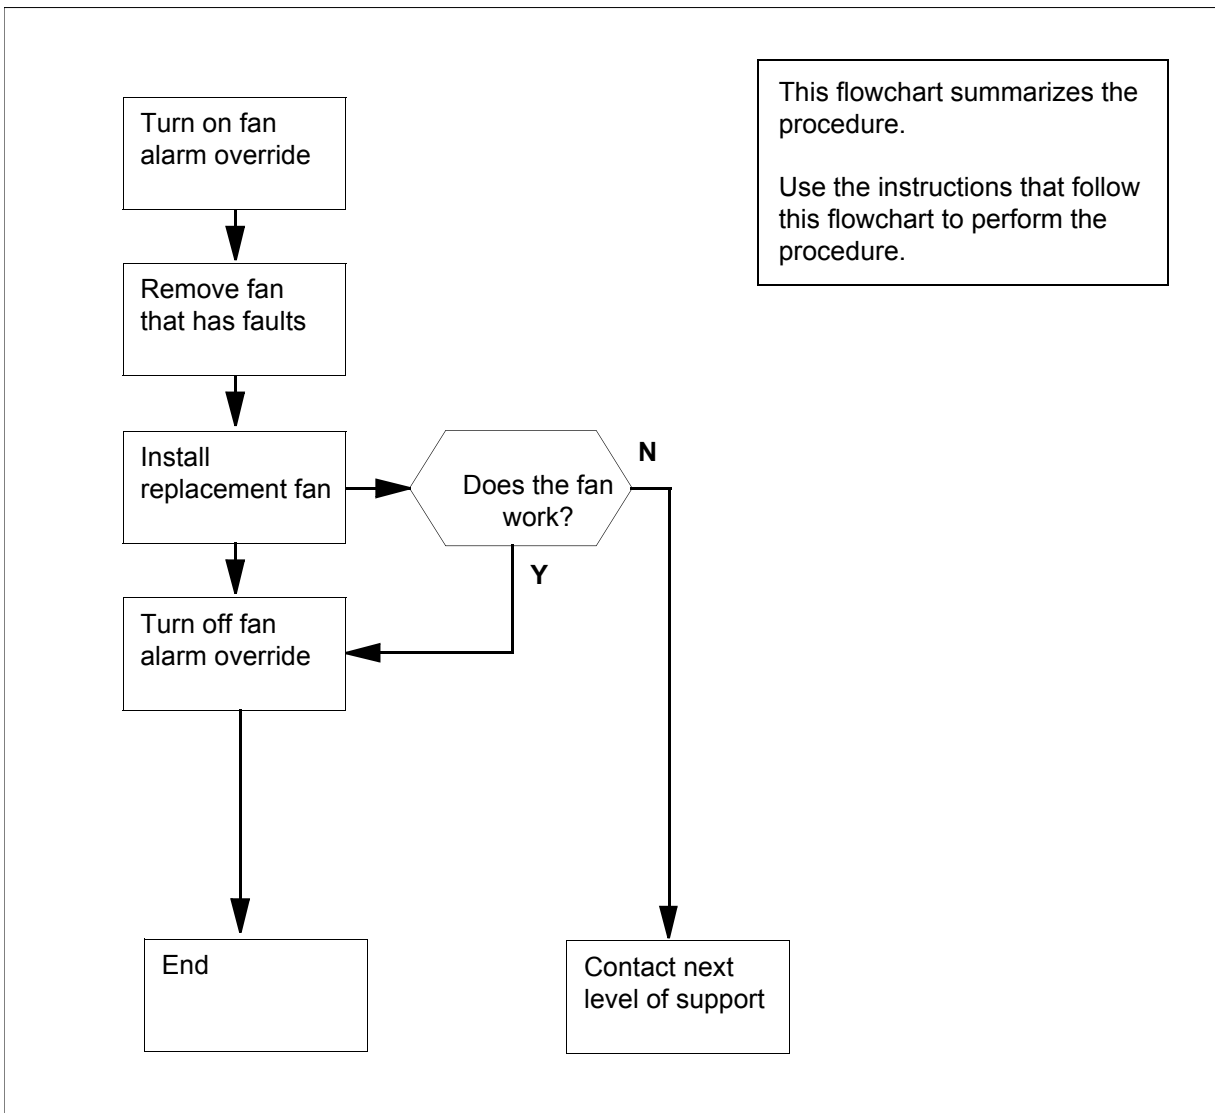 Turn on fan
alarm override
This flowchart summarizes the
procedure.
Use the instructions that follow
this flowchart to perform the
procedure.
Remove fan
that has faults
Install
replacement fan
Does the fan
work?
N
Y
Turn off fan
alarm override
End
Contact next
level of support